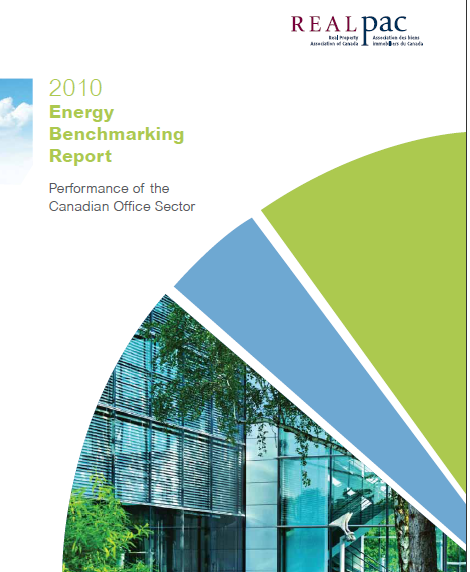 REALpac
Real Property Association des biens
Association of Canada immobiliers du Canada
2010
Energy
Benchmarking
Report
Performance of the
Canadian Office Sector